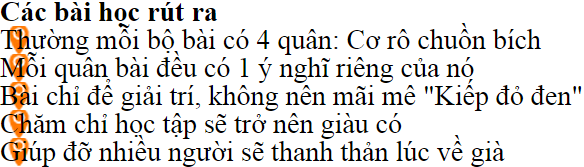 Các bài học rút ra
Thường mỗi bộ bài có 4 quân: Cơ rô chuồn bích
Mỗi quân bài đều có 1 ý nghĩ riêng của nó
Bài chỉ để giải trí, không nên mãi mê "Kiếp đỏ đen"
Chăm chỉ học tập sẽ trở nên giàu có
Giúp đỡ nhiều người sẽ thanh thản lúc về già